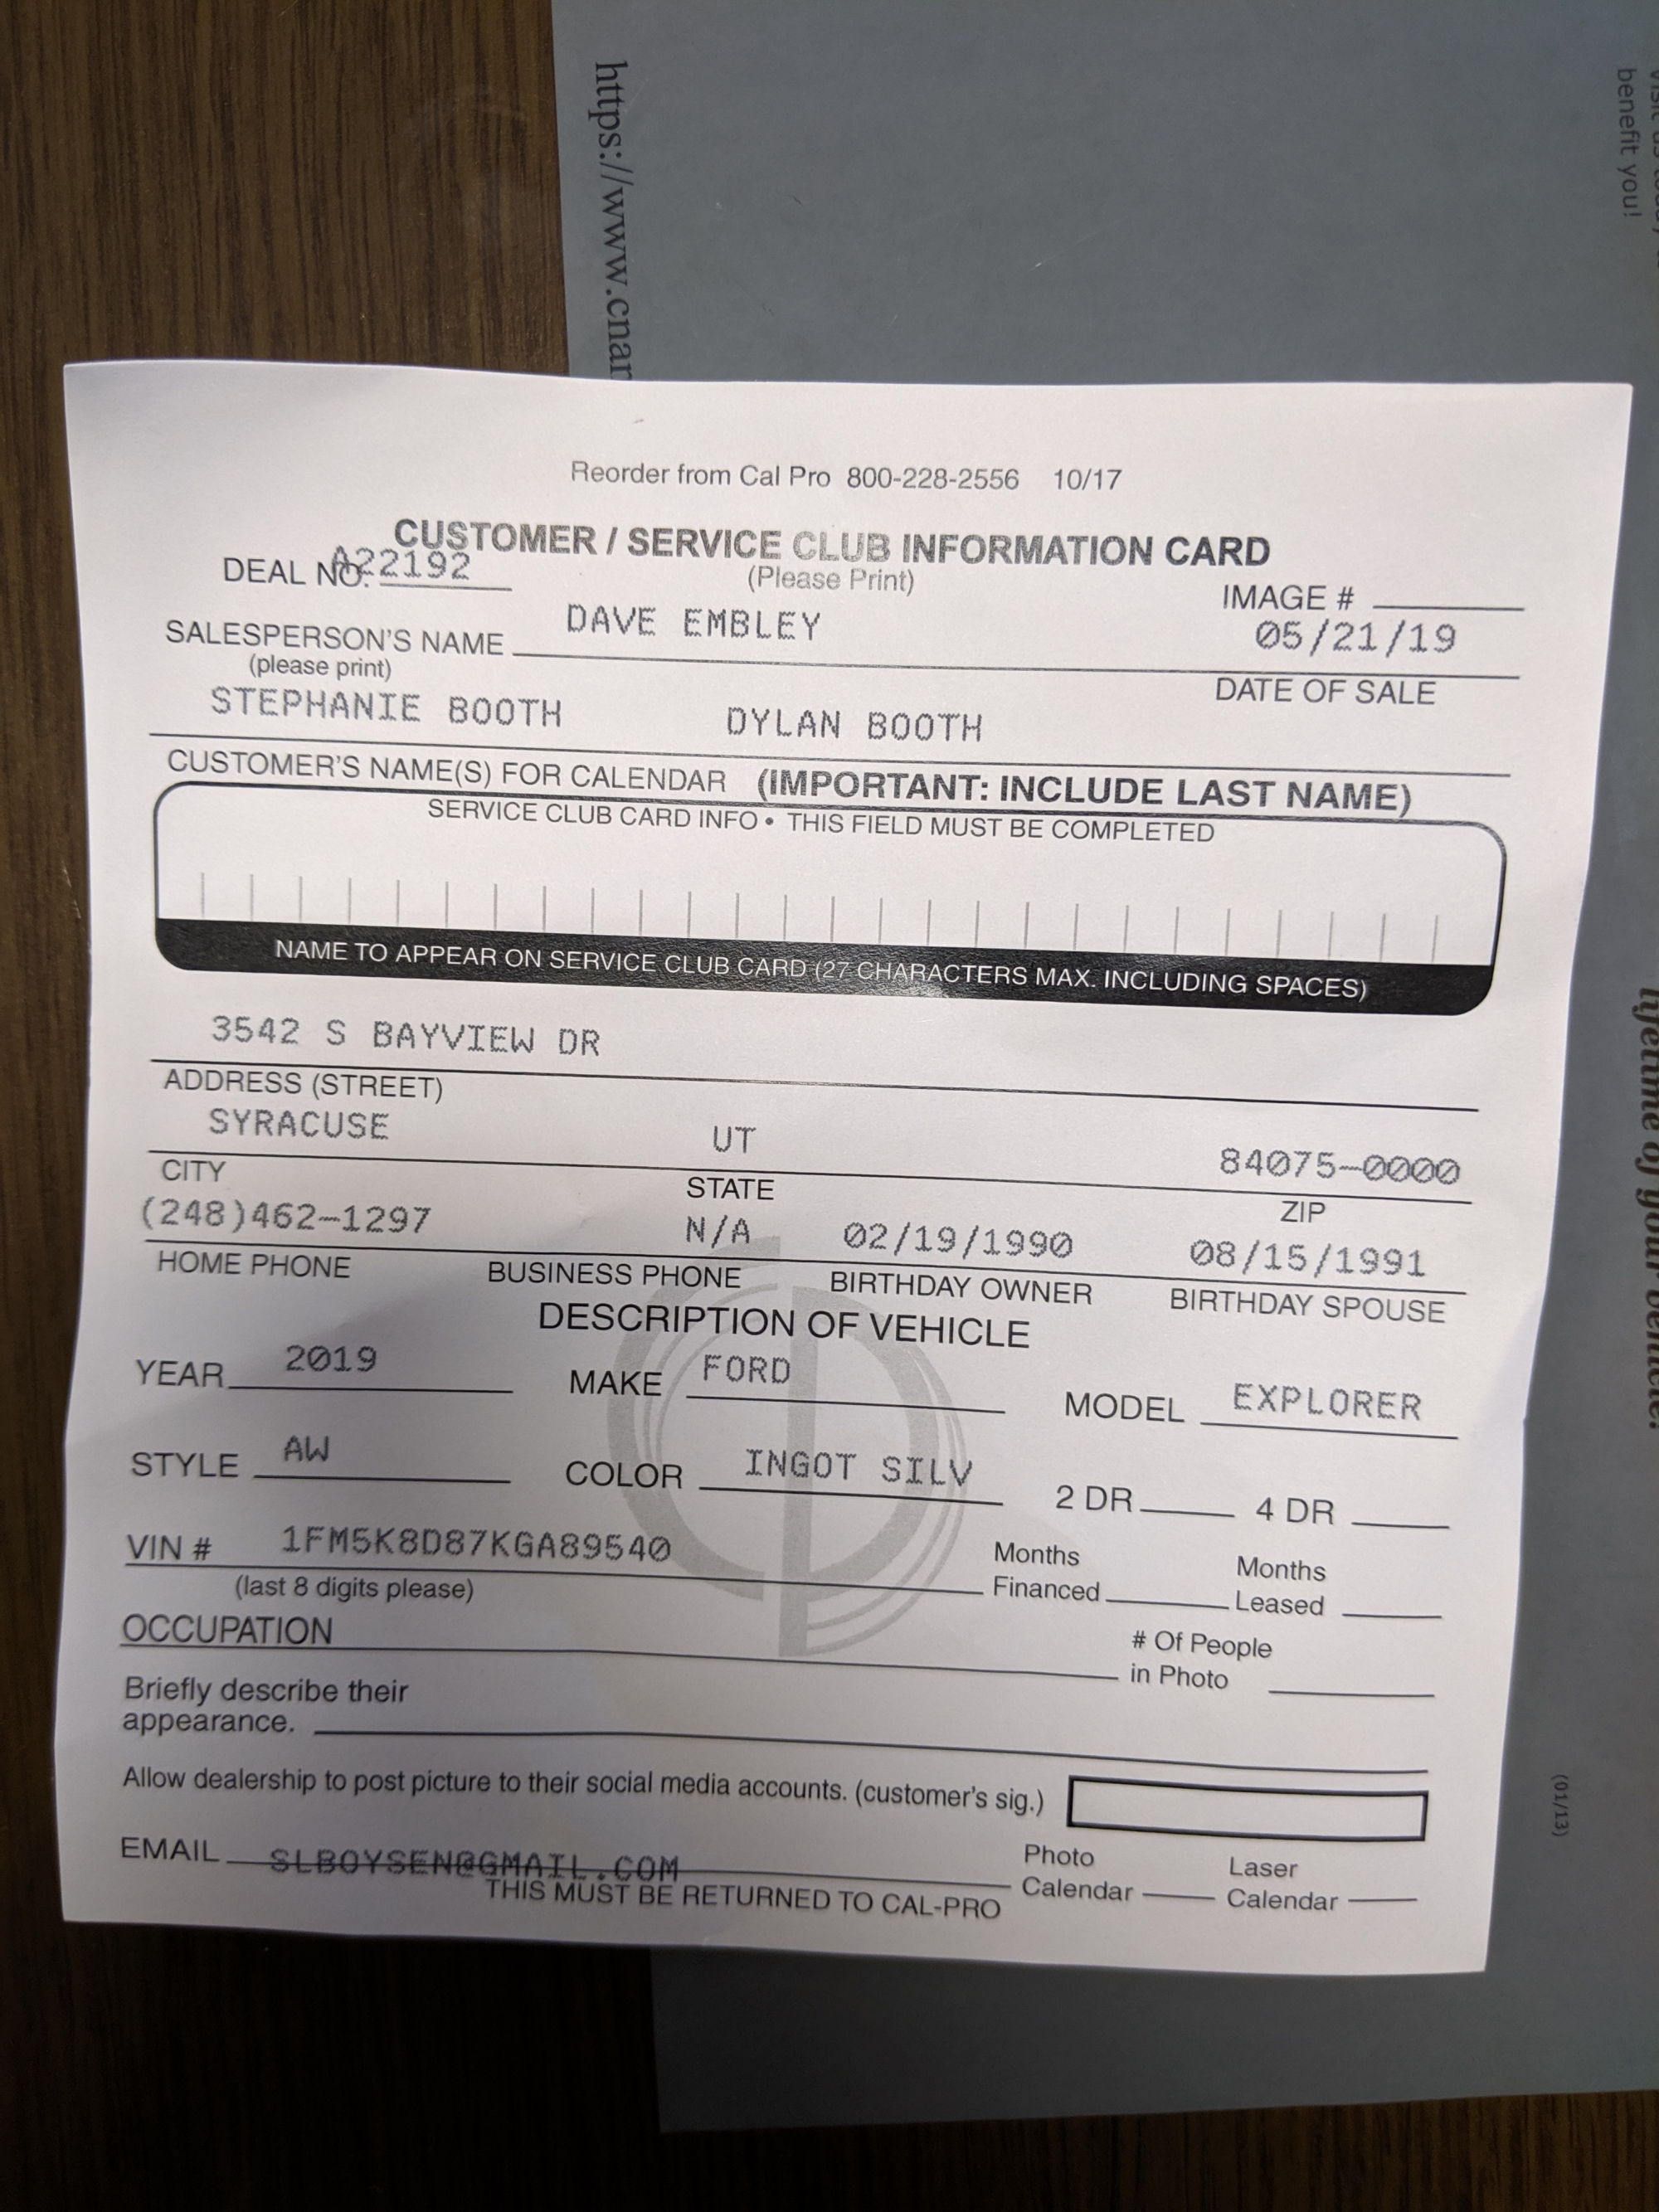 https://www.cnar
benefit you!
Reorder from Cal Pro 800-228-2556 10/17
CUSTOMER / SERVICE CLUB INFORMATION CARD
DEAL NO. A22192
(Please Print)
IMAGE #
SALESPERSON'S NAME DAVE EMBLEY
05/21/19
(please print)
DATE OF SALE
STEPHANIE BOOTH DYLAN BOOTH
CUSTOMER'S NAME(S) FOR CALENDAR (IMPORTANT: INCLUDE LAST NAME)
SERVICE CLUB CARD INFO • THIS FIELD MUST BE COMPLETED
NAME TO APPEAR ON SERVICE CLUB CARD (27 CHARACTERS MAX. INCLUDING SPACES)
3542 S BAYVIEW DR
ADDRESS (STREET)
SYRACUSE UT 84075-0000
CITY STATE ZIP
(248)462-1297 N/A 02/19/1990 08/15/1991
HOME PHONE BUSINESS PHONE BIRTHDAY OWNER BIRTHDAY SPOUSE
DESCRIPTION OF VEHICLE
YEAR 2019 MAKE FORD MODEL EXPLORER
STYLE AW COLOR INGOT SILV 2 DR 4 DR
VIN # 1FM5K8D87KGA89540
(last 8 digits please)
Months Financed
Months Leased
OCCUPATION
# Of People in Photo
Briefly describe their
appearance.
Allow dealership to post picture to their social media accounts. (customer's sig.)
EMAIL SLBOYSEN@GMAIL.COM
Photo Calendar
Laser Calendar
THIS MUST BE RETURNED TO CAL-PRO
lifetime of your vehicle.
(01/13)